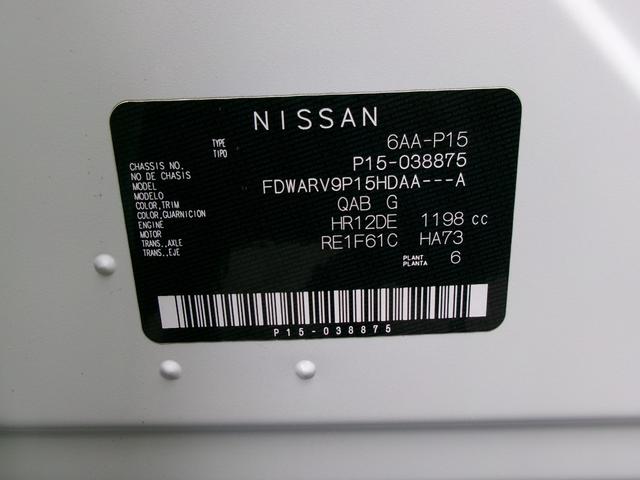 NISSAN
TYPE
TIPO
6AA-P15
CHASSIS NO.
NO DE CHASIS
P15-038875
MODEL
MODELO
FDWARV9P15HDAA---A
COLOR,TRIM
COLOR,GUARNICION
QAB G
ENGINE
MOTOR
HR12DE 1198 cc
TRANS.,AXLE
TRANS.,EJE
RE1F61C HA73
PLANT
PLANTA
6
P15-038875